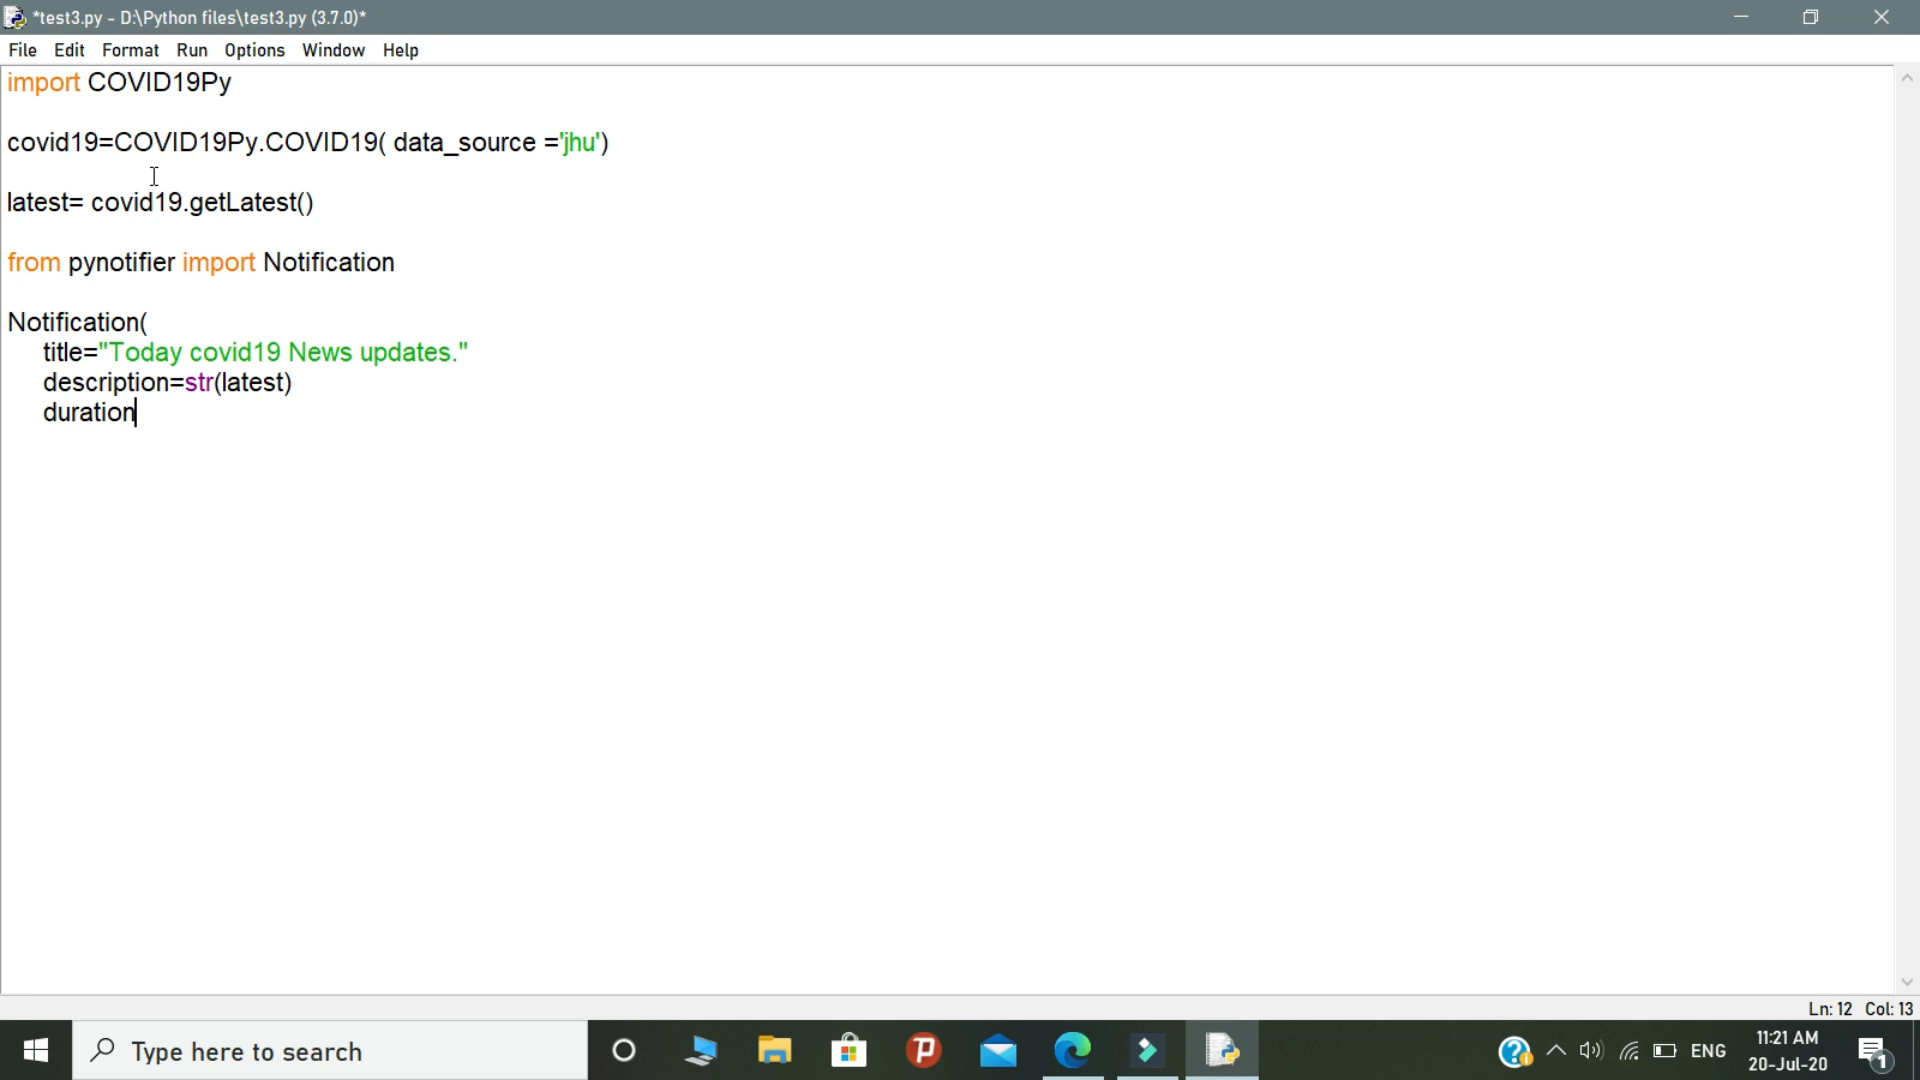 *test3.py - D:\Python files\test3.py (3.7.0)*
File Edit Format Run Options Window Help
import COVID19Py
covid19=COVID19Py.COVID19( data_source ='jhu')
latest= covid19.getLatest()
from pynotifier import Notification
Notification(
title="Today covid19 News updates."
description=str(latest)
duration
Ln: 12 Col: 13
Type here to search
ENG
11:21 AM
20-Jul-20
1